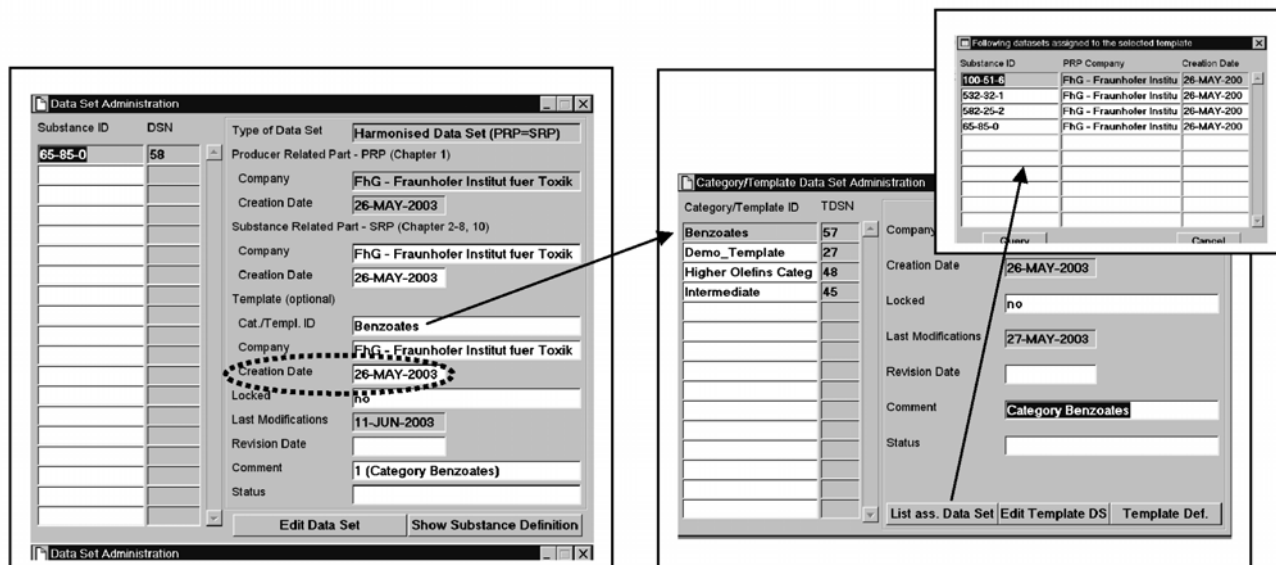 Data Set Administration
Substance ID DSN
65-85-0 58
Type of Data Set Harmonised Data Set (PRP=SRP)
Producer Related Part - PRP (Chapter 1)
Company FhG - Fraunhofer Institut fuer Toxik
Creation Date 26-MAY-2003
Substance Related Part - SRP (Chapter 2-8, 10)
Company FhG - Fraunhofer Institut fuer Toxik
Creation Date 26-MAY-2003
Template (optional)
Cat./Templ. ID Benzoates
Company FhG - Fraunhofer Institut fuer Toxik
Creation Date 26-MAY-2003
Locked no
Last Modifications 11-JUN-2003
Revision Date
Comment 1 (Category Benzoates)
Status
Edit Data Set Show Substance Definition
Data Set Administration
Category/Template Data Set Administration
Category/Template ID TDSN
Benzoates 57
Demo_Template 27
Higher Olefins Categ 48
Intermediate 45
Company
Creation Date 26-MAY-2003
Locked no
Last Modifications 27-MAY-2003
Revision Date
Comment Category Benzoates
Status
List ass. Data Set Edit Template DS Template Def.
Following datasets assigned to the selected template
Substance ID PRP Company Creation Date
100-51-6 FhG - Fraunhofer Institu 26-MAY-200
532-32-1 FhG - Fraunhofer Institu 26-MAY-200
582-25-2 FhG - Fraunhofer Institu 26-MAY-200
65-85-0 FhG - Fraunhofer Institu 26-MAY-200
Query Cancel